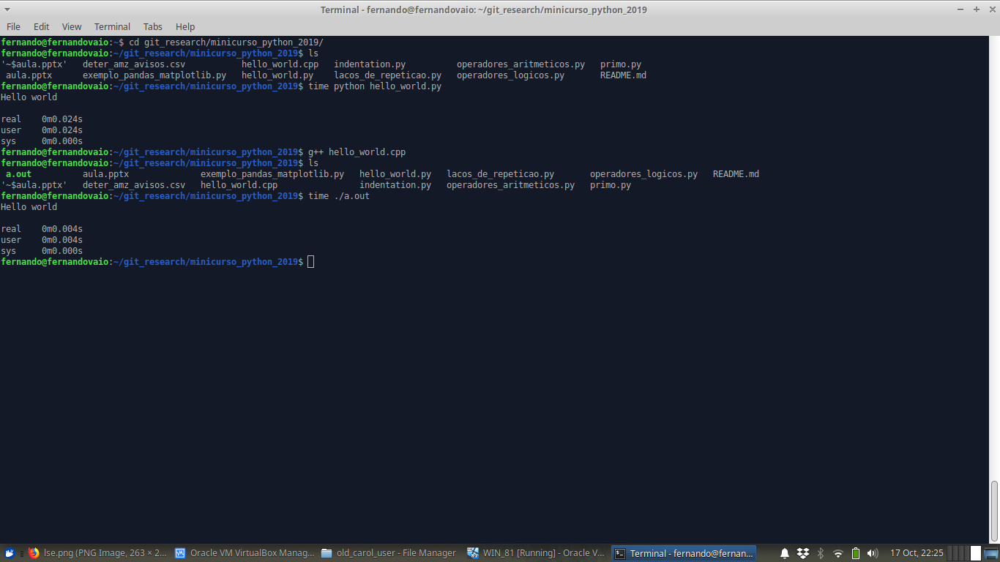 Terminal - fernando@fernandovaio: ~/git_research/minicurso_python_2019
File Edit View Terminal Tabs Help
fernando@fernandovaio:~$ cd git_research/minicurso_python_2019/
fernando@fernandovaio:~/git_research/minicurso_python_2019$ ls
'~$aula.pptx' deter_amz_avisos.csv hello_world.cpp indentation.py operadores_aritmeticos.py primo.py
aula.pptx exemplo_pandas_matplotlib.py hello_world.py lacos_de_repeticao.py operadores_logicos.py README.md
fernando@fernandovaio:~/git_research/minicurso_python_2019$ time python hello_world.py
Hello world
real 0m0.024s
user 0m0.024s
sys 0m0.000s
fernando@fernandovaio:~/git_research/minicurso_python_2019$ g++ hello_world.cpp
fernando@fernandovaio:~/git_research/minicurso_python_2019$ ls
a.out aula.pptx exemplo_pandas_matplotlib.py hello_world.py lacos_de_repeticao.py operadores_logicos.py README.md
'~$aula.pptx' deter_amz_avisos.csv hello_world.cpp indentation.py operadores_aritmeticos.py primo.py
fernando@fernandovaio:~/git_research/minicurso_python_2019$ time ./a.out
Hello world
real 0m0.004s
user 0m0.004s
sys 0m0.000s
fernando@fernandovaio:~/git_research/minicurso_python_2019$
lse.png (PNG Image, 263 × 2... Oracle VM VirtualBox Manag... old_carol_user - File Manager WIN_81 [Running] - Oracle V... Terminal - fernando@fernan... 17 Oct, 22:25